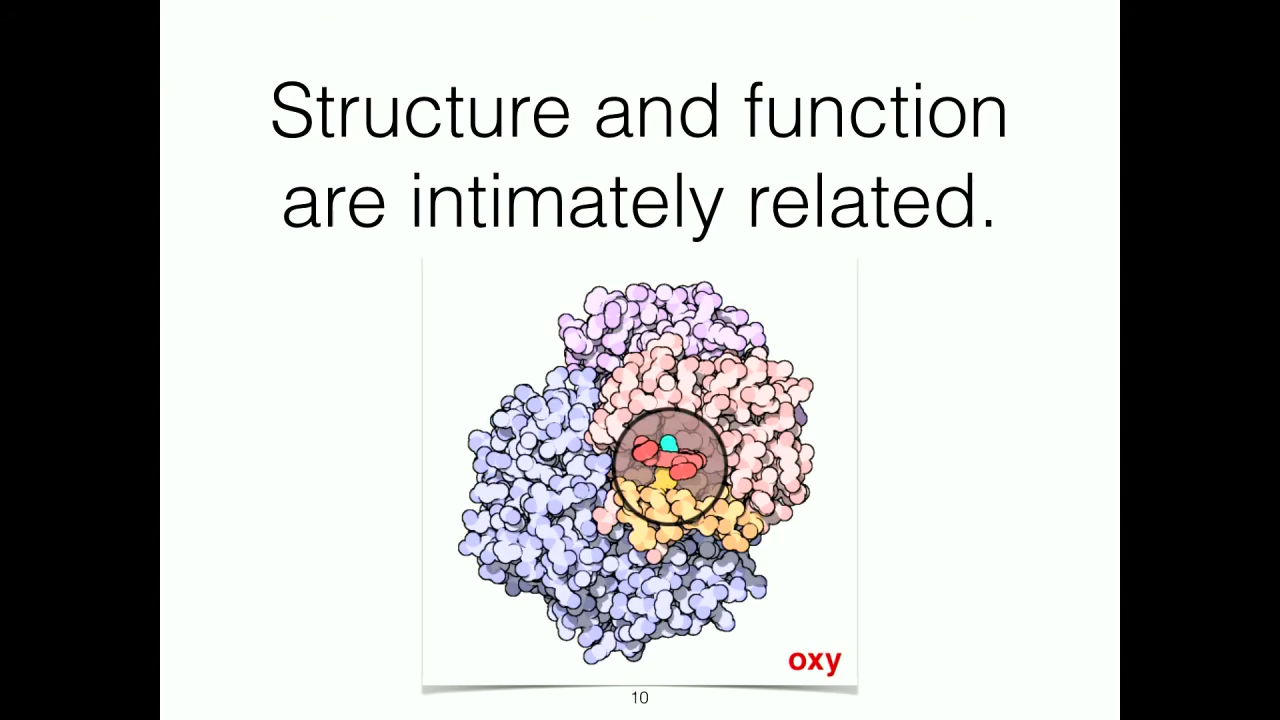 Structure and function
are intimately related.
oxy
10